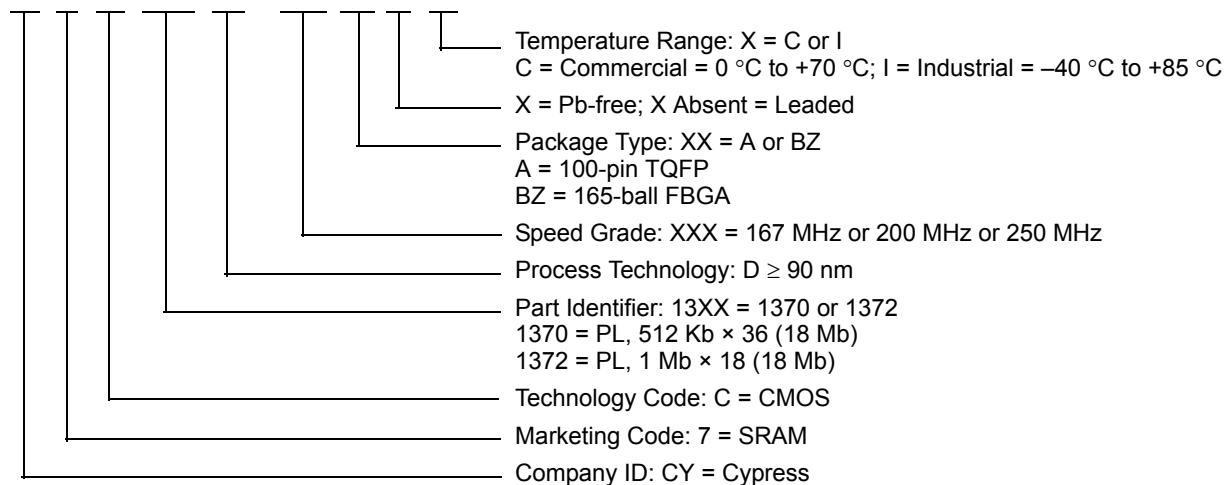 Temperature Range: X = C or I
C = Commercial = 0 °C to +70 °C; I = Industrial = –40 °C to +85 °C
X = Pb-free; X Absent = Leaded
Package Type: XX = A or BZ
A = 100-pin TQFP
BZ = 165-ball FBGA
Speed Grade: XXX = 167 MHz or 200 MHz or 250 MHz
Process Technology: D ≥ 90 nm
Part Identifier: 13XX = 1370 or 1372
1370 = PL, 512 Kb × 36 (18 Mb)
1372 = PL, 1 Mb × 18 (18 Mb)
Technology Code: C = CMOS
Marketing Code: 7 = SRAM
Company ID: CY = Cypress